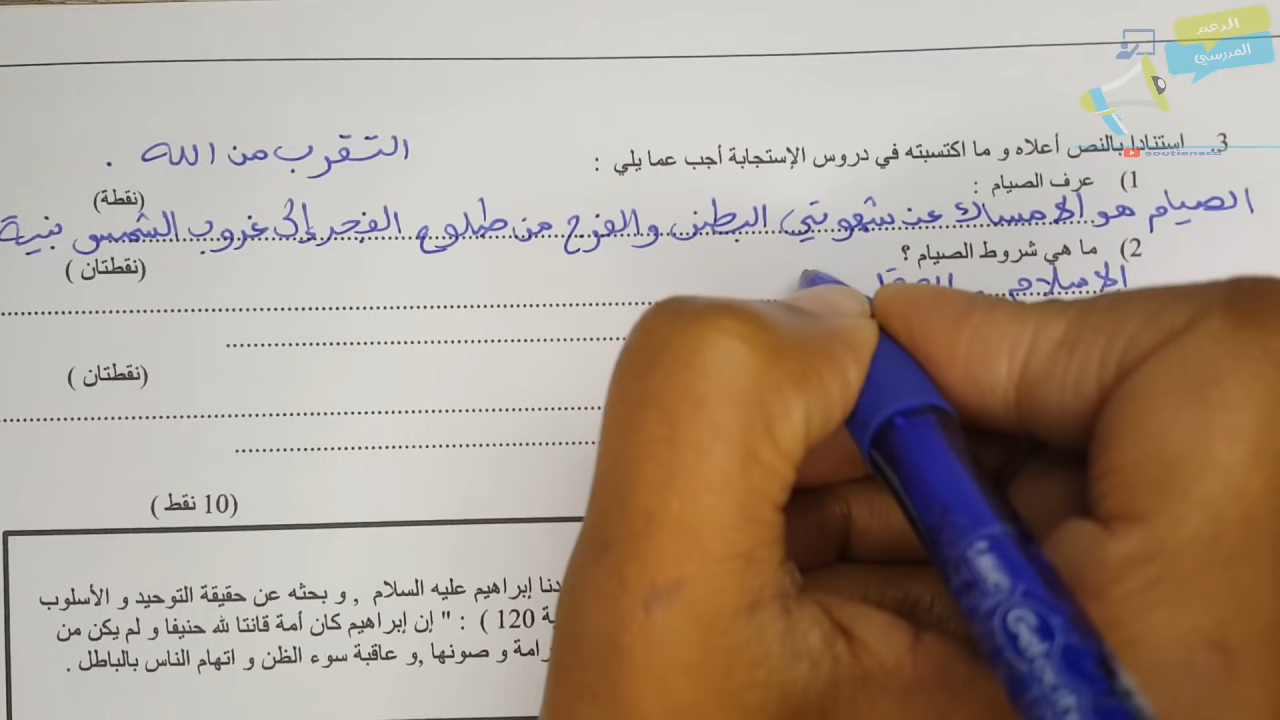 الدعم
المدرسي
soutiensco
3. استنادا بالنص أعلاه و ما اكتسبته في دروس الإستجابة أجب عما يلي :
التقرب من الله .
1) عرف الصيام :
(نقطة)
الصيام هو الامساك عن شهوتي البطن والفرج من طلوع الفجر إلى غروب الشمس بنية
2) ما هي شروط الصيام ؟
(نقطتان )
الاسلام -
(نقطتان )
(10 نقط )
دنا إبراهيم عليه السلام , و بحثه عن حقيقة التوحيد و الأسلوب
ية 120 ) : " إن إبراهيم كان أمة قانتا لله حنيفا و لم يكن من
رامة و صونها ,و عاقبة سوء الظن و اتهام الناس بالباطل .